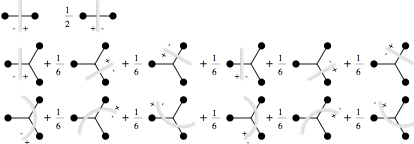 1
2
- + + -
+ 1/6 + 1/6 + 1/6 + 1/6 + 1/6
- + + -
+ 1/6 + 1/6 + 1/6 + 1/6 + 1/6
- + + -